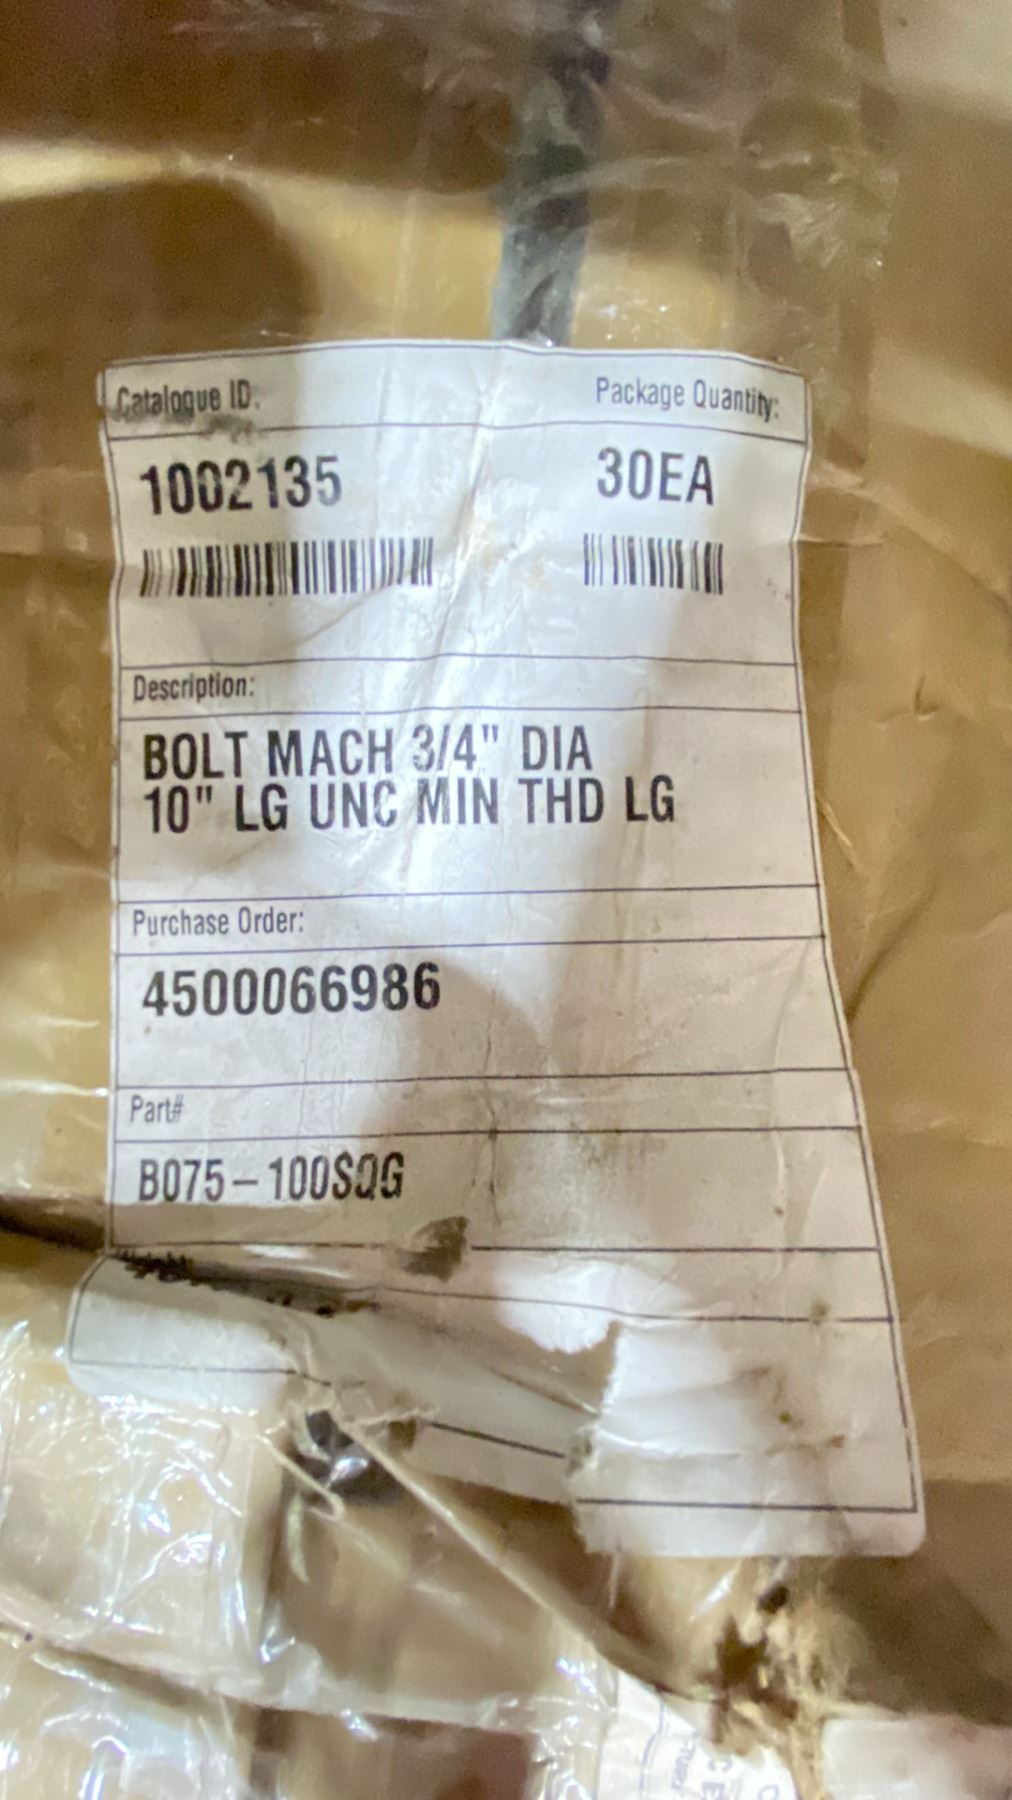 Catalogue ID.
Package Quantity:
1002135
30EA
Description:
BOLT MACH 3/4" DIA
10" LG UNC MIN THD LG
Purchase Order:
4500066986
Part#
B075-100SQG